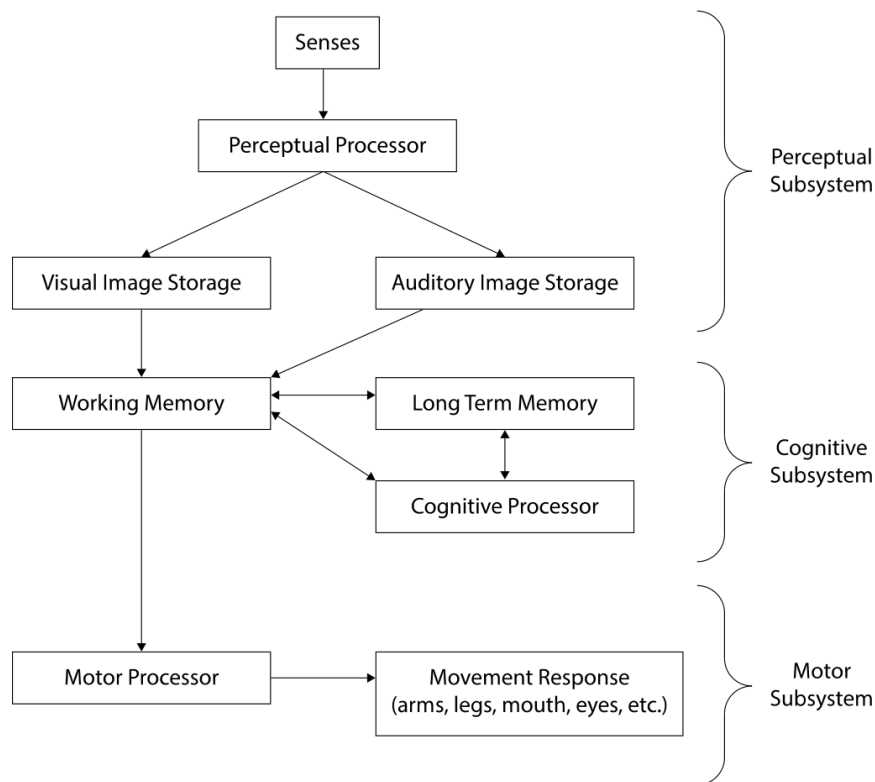 Senses
Perceptual Processor
Perceptual
Subsystem
Visual Image Storage
Auditory Image Storage
Working Memory
Long Term Memory
Cognitive
Subsystem
Cognitive Processor
Motor Processor
Movement Response
(arms, legs, mouth, eyes, etc.)
Motor
Subsystem